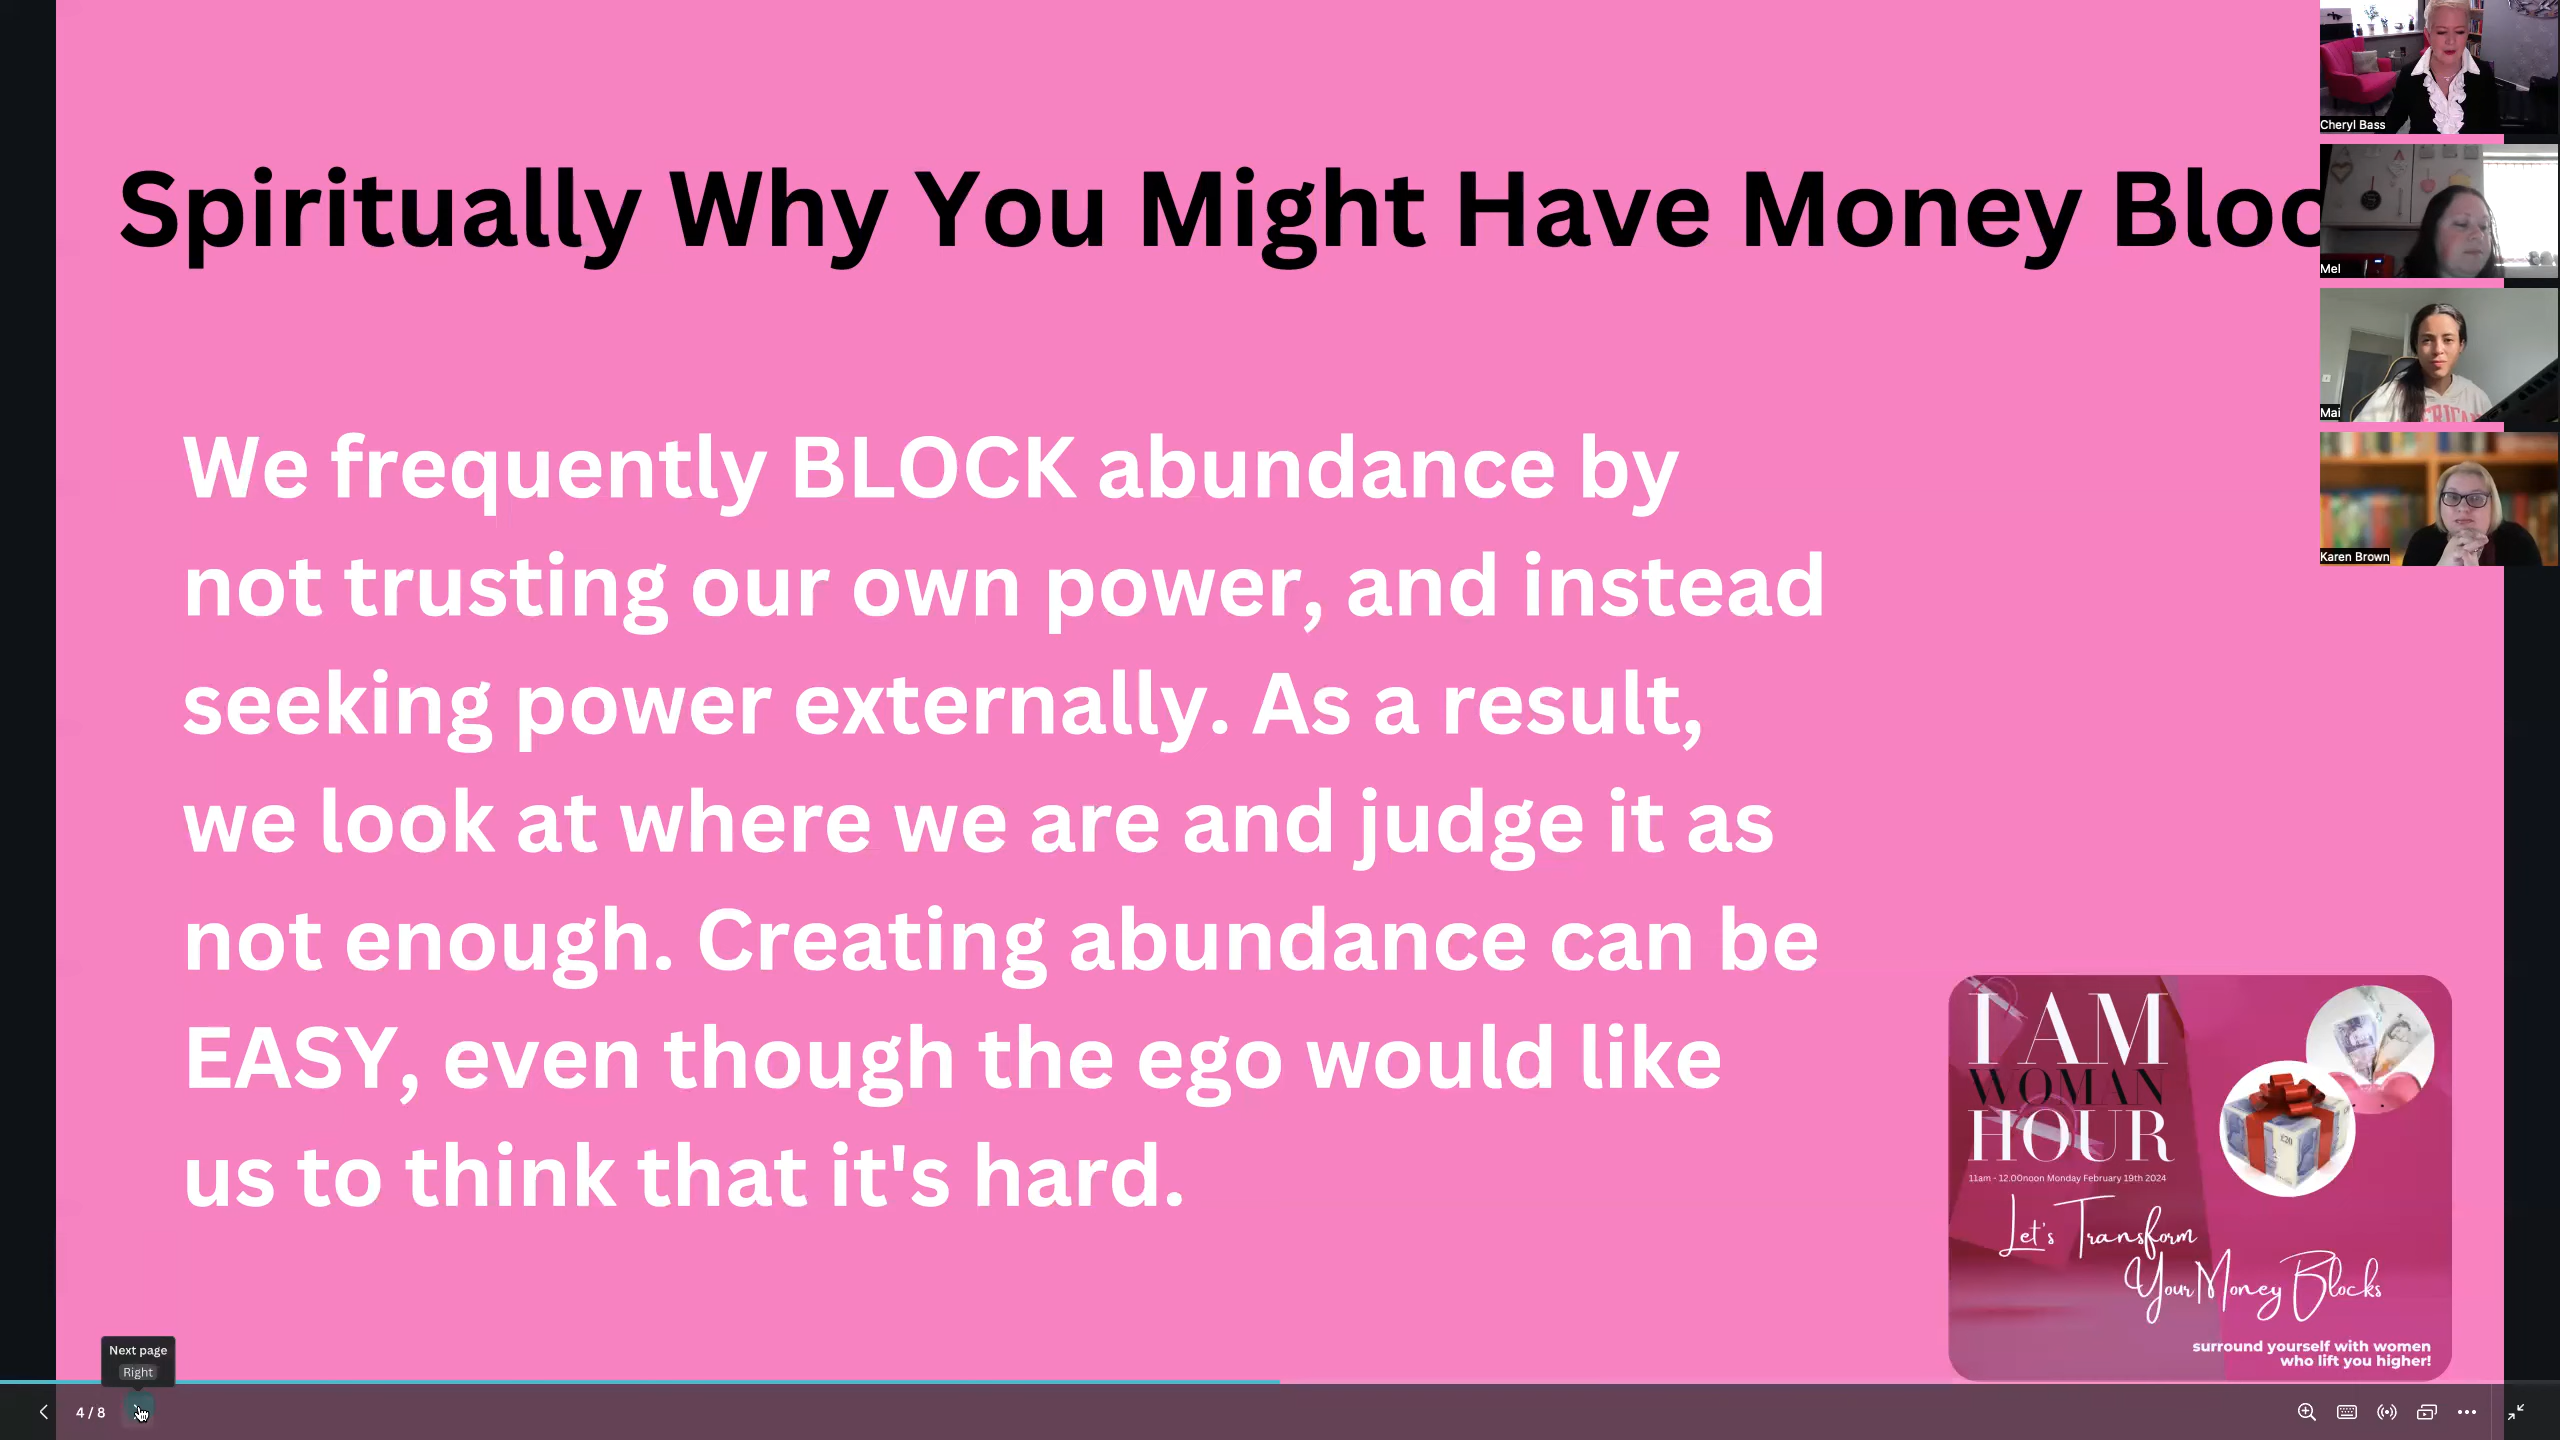 Spiritually Why You Might Have Money Bloc
We frequently BLOCK abundance by
not trusting our own power, and instead
seeking power externally. As a result,
we look at where we are and judge it as
not enough. Creating abundance can be
EASY, even though the ego would like
us to think that it's hard.
Cheryl Bass
Mel
Mai
Karen Brown
I AM
WOMAN
HOUR
11am - 12.00noon Monday February 19th 2024
Let's Transform
Your Money Blocks
surround yourself with women
who lift you higher!
Next page
Right
4 / 8